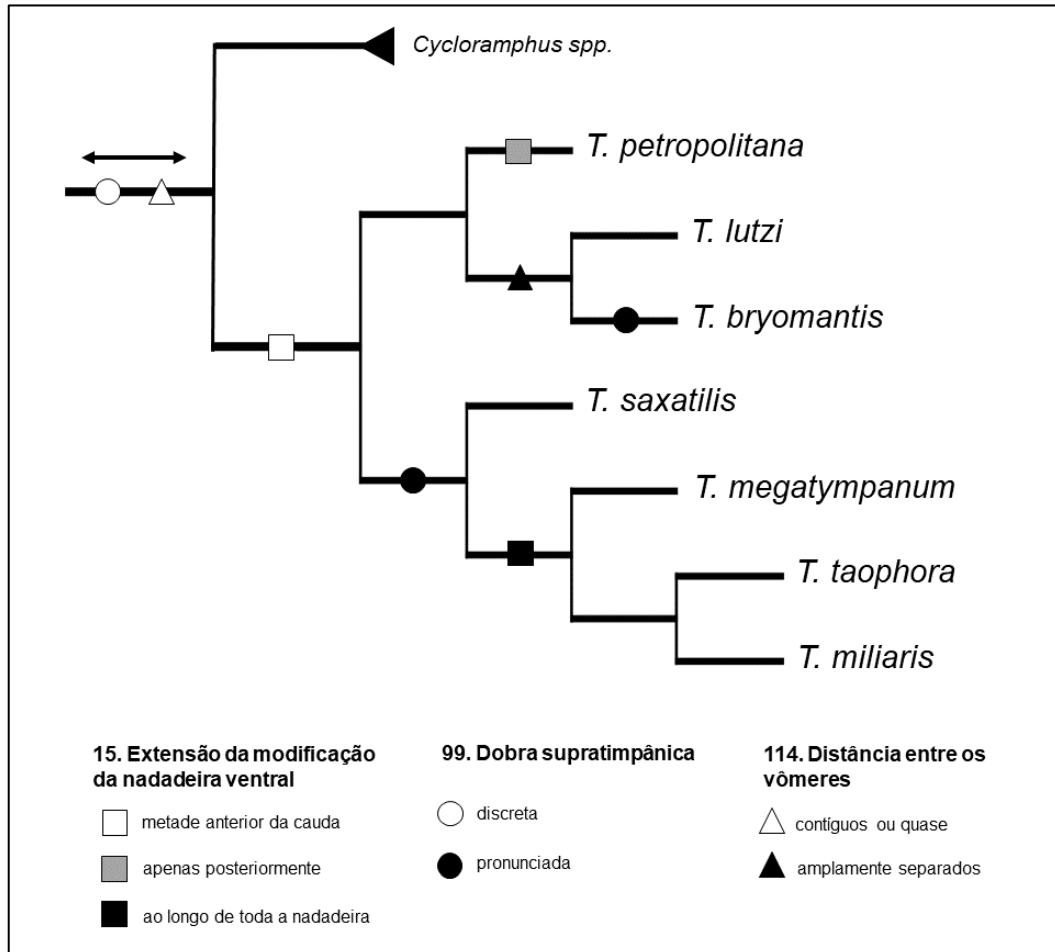 Cycloramphus spp.
T. petropolitana
T. lutzi
T. bryomantis
T. saxatilis
T. megatympanum
T. taophora
T. miliaris
15. Extensão da modificação
da nadadeira ventral
metade anterior da cauda
apenas posteriormente
ao longo de toda a nadadeira
99. Dobra supratimpânica
discreta
pronunciada
114. Distância entre os
vômeres
contíguos ou quase
amplamente separados